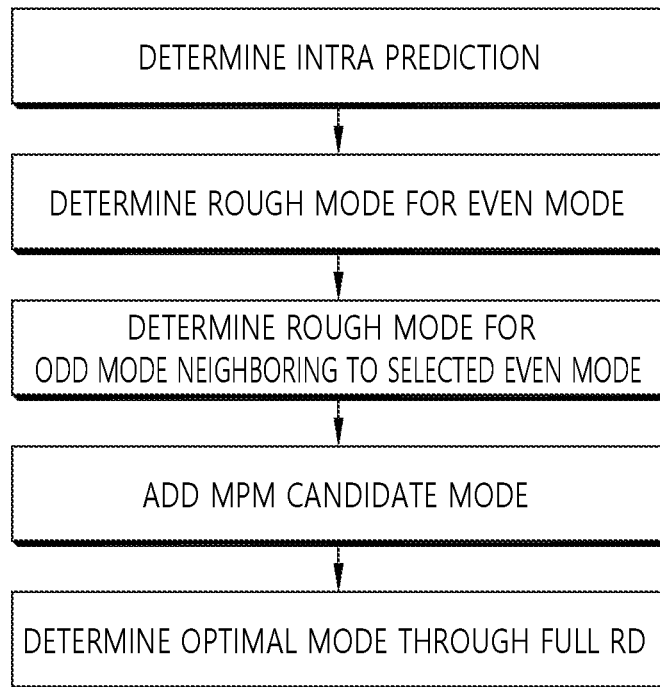 DETERMINE INTRA PREDICTION
DETERMINE ROUGH MODE FOR EVEN MODE
DETERMINE ROUGH MODE FOR
ODD MODE NEIGHBORING TO SELECTED EVEN MODE
ADD MPM CANDIDATE MODE
DETERMINE OPTIMAL MODE THROUGH FULL RD